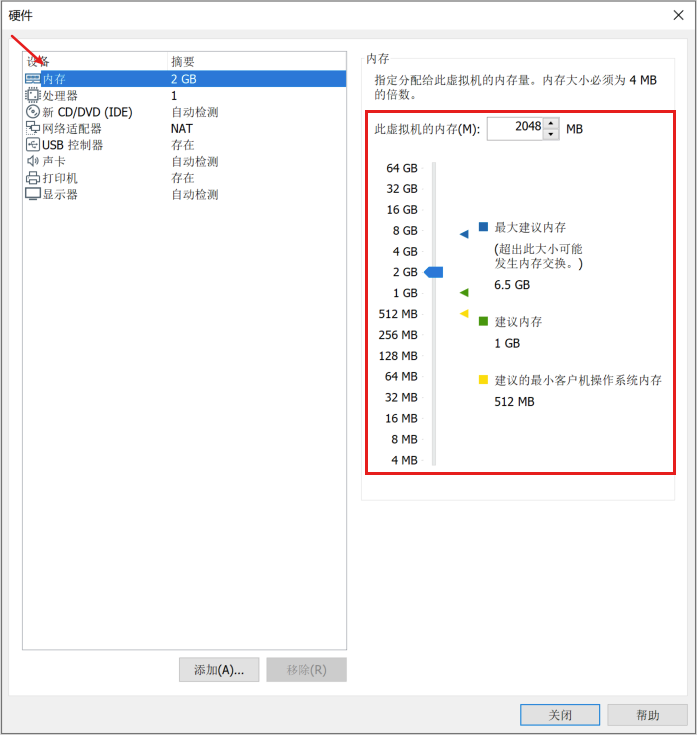 硬件
设备 摘要
内存 2 GB
处理器 1
新 CD/DVD (IDE) 自动检测
网络适配器 NAT
USB 控制器 存在
声卡 自动检测
打印机 存在
显示器 自动检测
添加(A)... 移除(R)
内存
指定分配给此虚拟机的内存量。内存大小必须为 4 MB
的倍数。
此虚拟机的内存(M): 2048 MB
64 GB
32 GB
16 GB
8 GB
4 GB
2 GB
1 GB
512 MB
256 MB
128 MB
64 MB
32 MB
16 MB
8 MB
4 MB
最大建议内存
(超出此大小可能
发生内存交换。)
6.5 GB
建议内存
1 GB
建议的最小客户机操作系统内存
512 MB
关闭 帮助